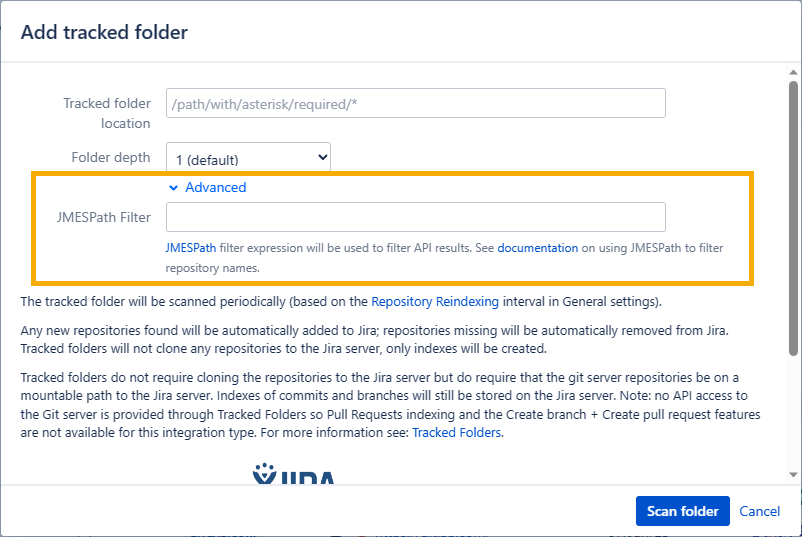 Add tracked folder
Tracked folder
location
/path/with/asterisk/required/*
Folder depth
1 (default)
Advanced
JMESPath Filter
JMESPath filter expression will be used to filter API results. See documentation on using JMESPath to filter
repository names.
The tracked folder will be scanned periodically (based on the Repository Reindexing interval in General settings).
Any new repositories found will be automatically added to Jira; repositories missing will be automatically removed from Jira.
Tracked folders will not clone any repositories to the Jira server, only indexes will be created.
Tracked folders do not require cloning the repositories to the Jira server but do require that the git server repositories be on a
mountable path to the Jira server. Indexes of commits and branches will still be stored on the Jira server. Note: no API access to
the Git server is provided through Tracked Folders so Pull Requests indexing and the Create branch + Create pull request features
are not available for this integration type. For more information see: Tracked Folders.
JIRA
Scan folder
Cancel